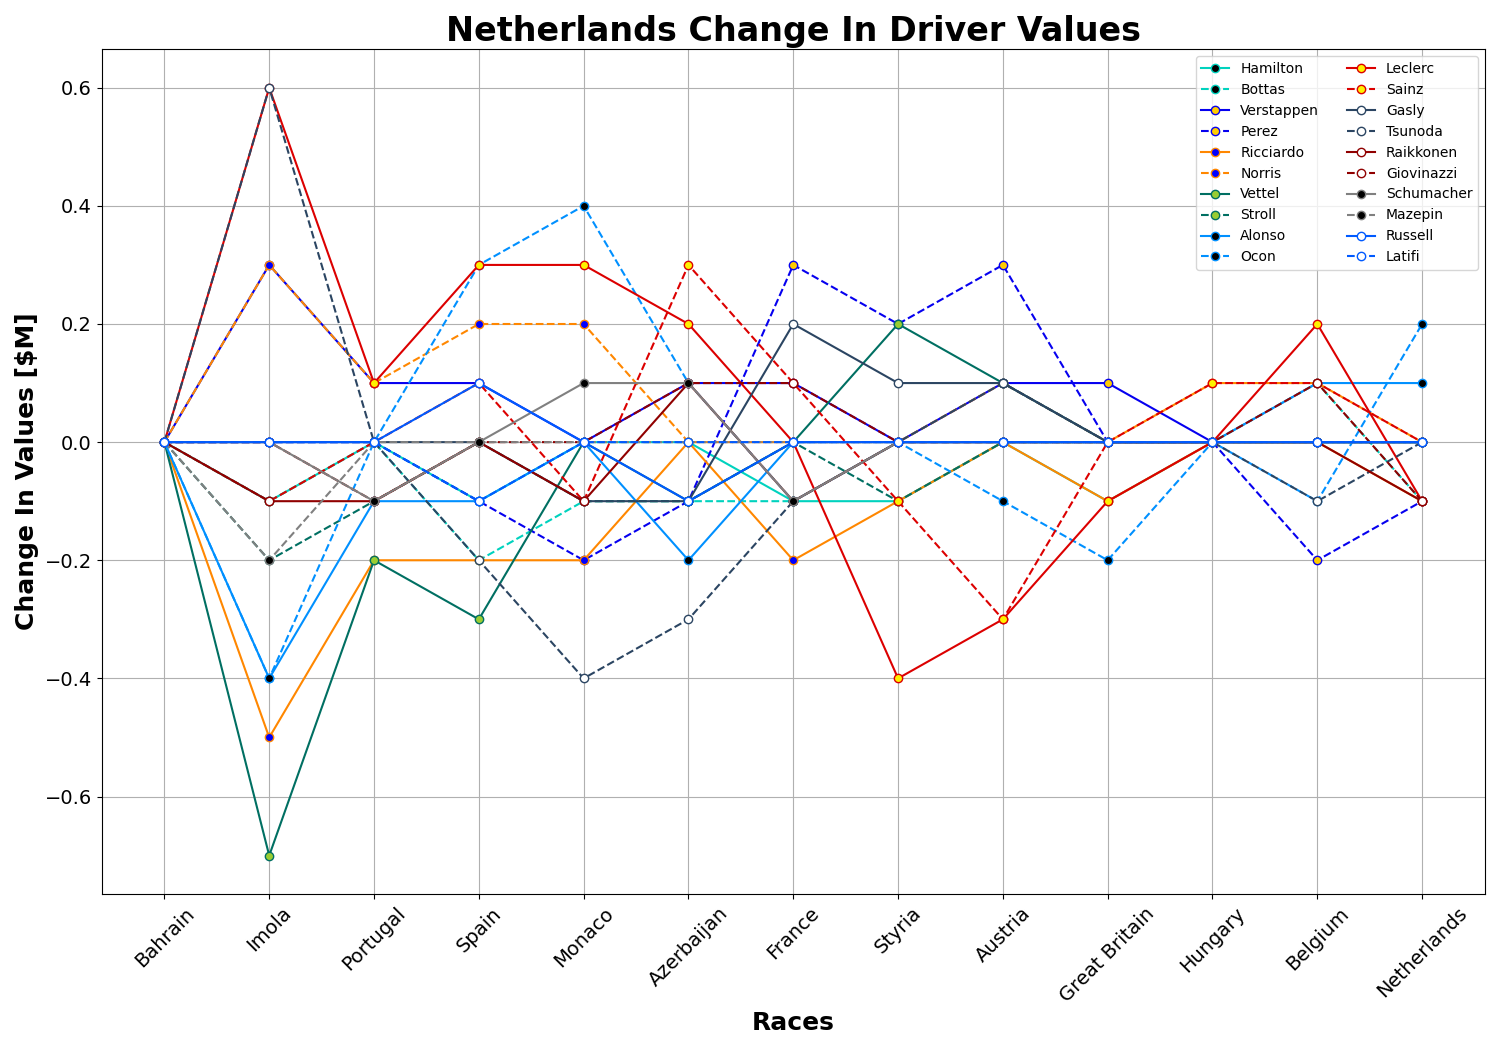 Netherlands Change In Driver Values
Change In Values [$M]
0.6
0.4
0.2
0.0
−0.2
−0.4
−0.6
Hamilton
Bottas
Verstappen
Perez
Ricciardo
Norris
Vettel
Stroll
Alonso
Ocon
Leclerc
Sainz
Gasly
Tsunoda
Raikkonen
Giovinazzi
Schumacher
Mazepin
Russell
Latifi
Bahrain
Imola
Portugal
Spain
Monaco
Azerbaijan
France
Styria
Austria
Great Britain
Hungary
Belgium
Netherlands
Races